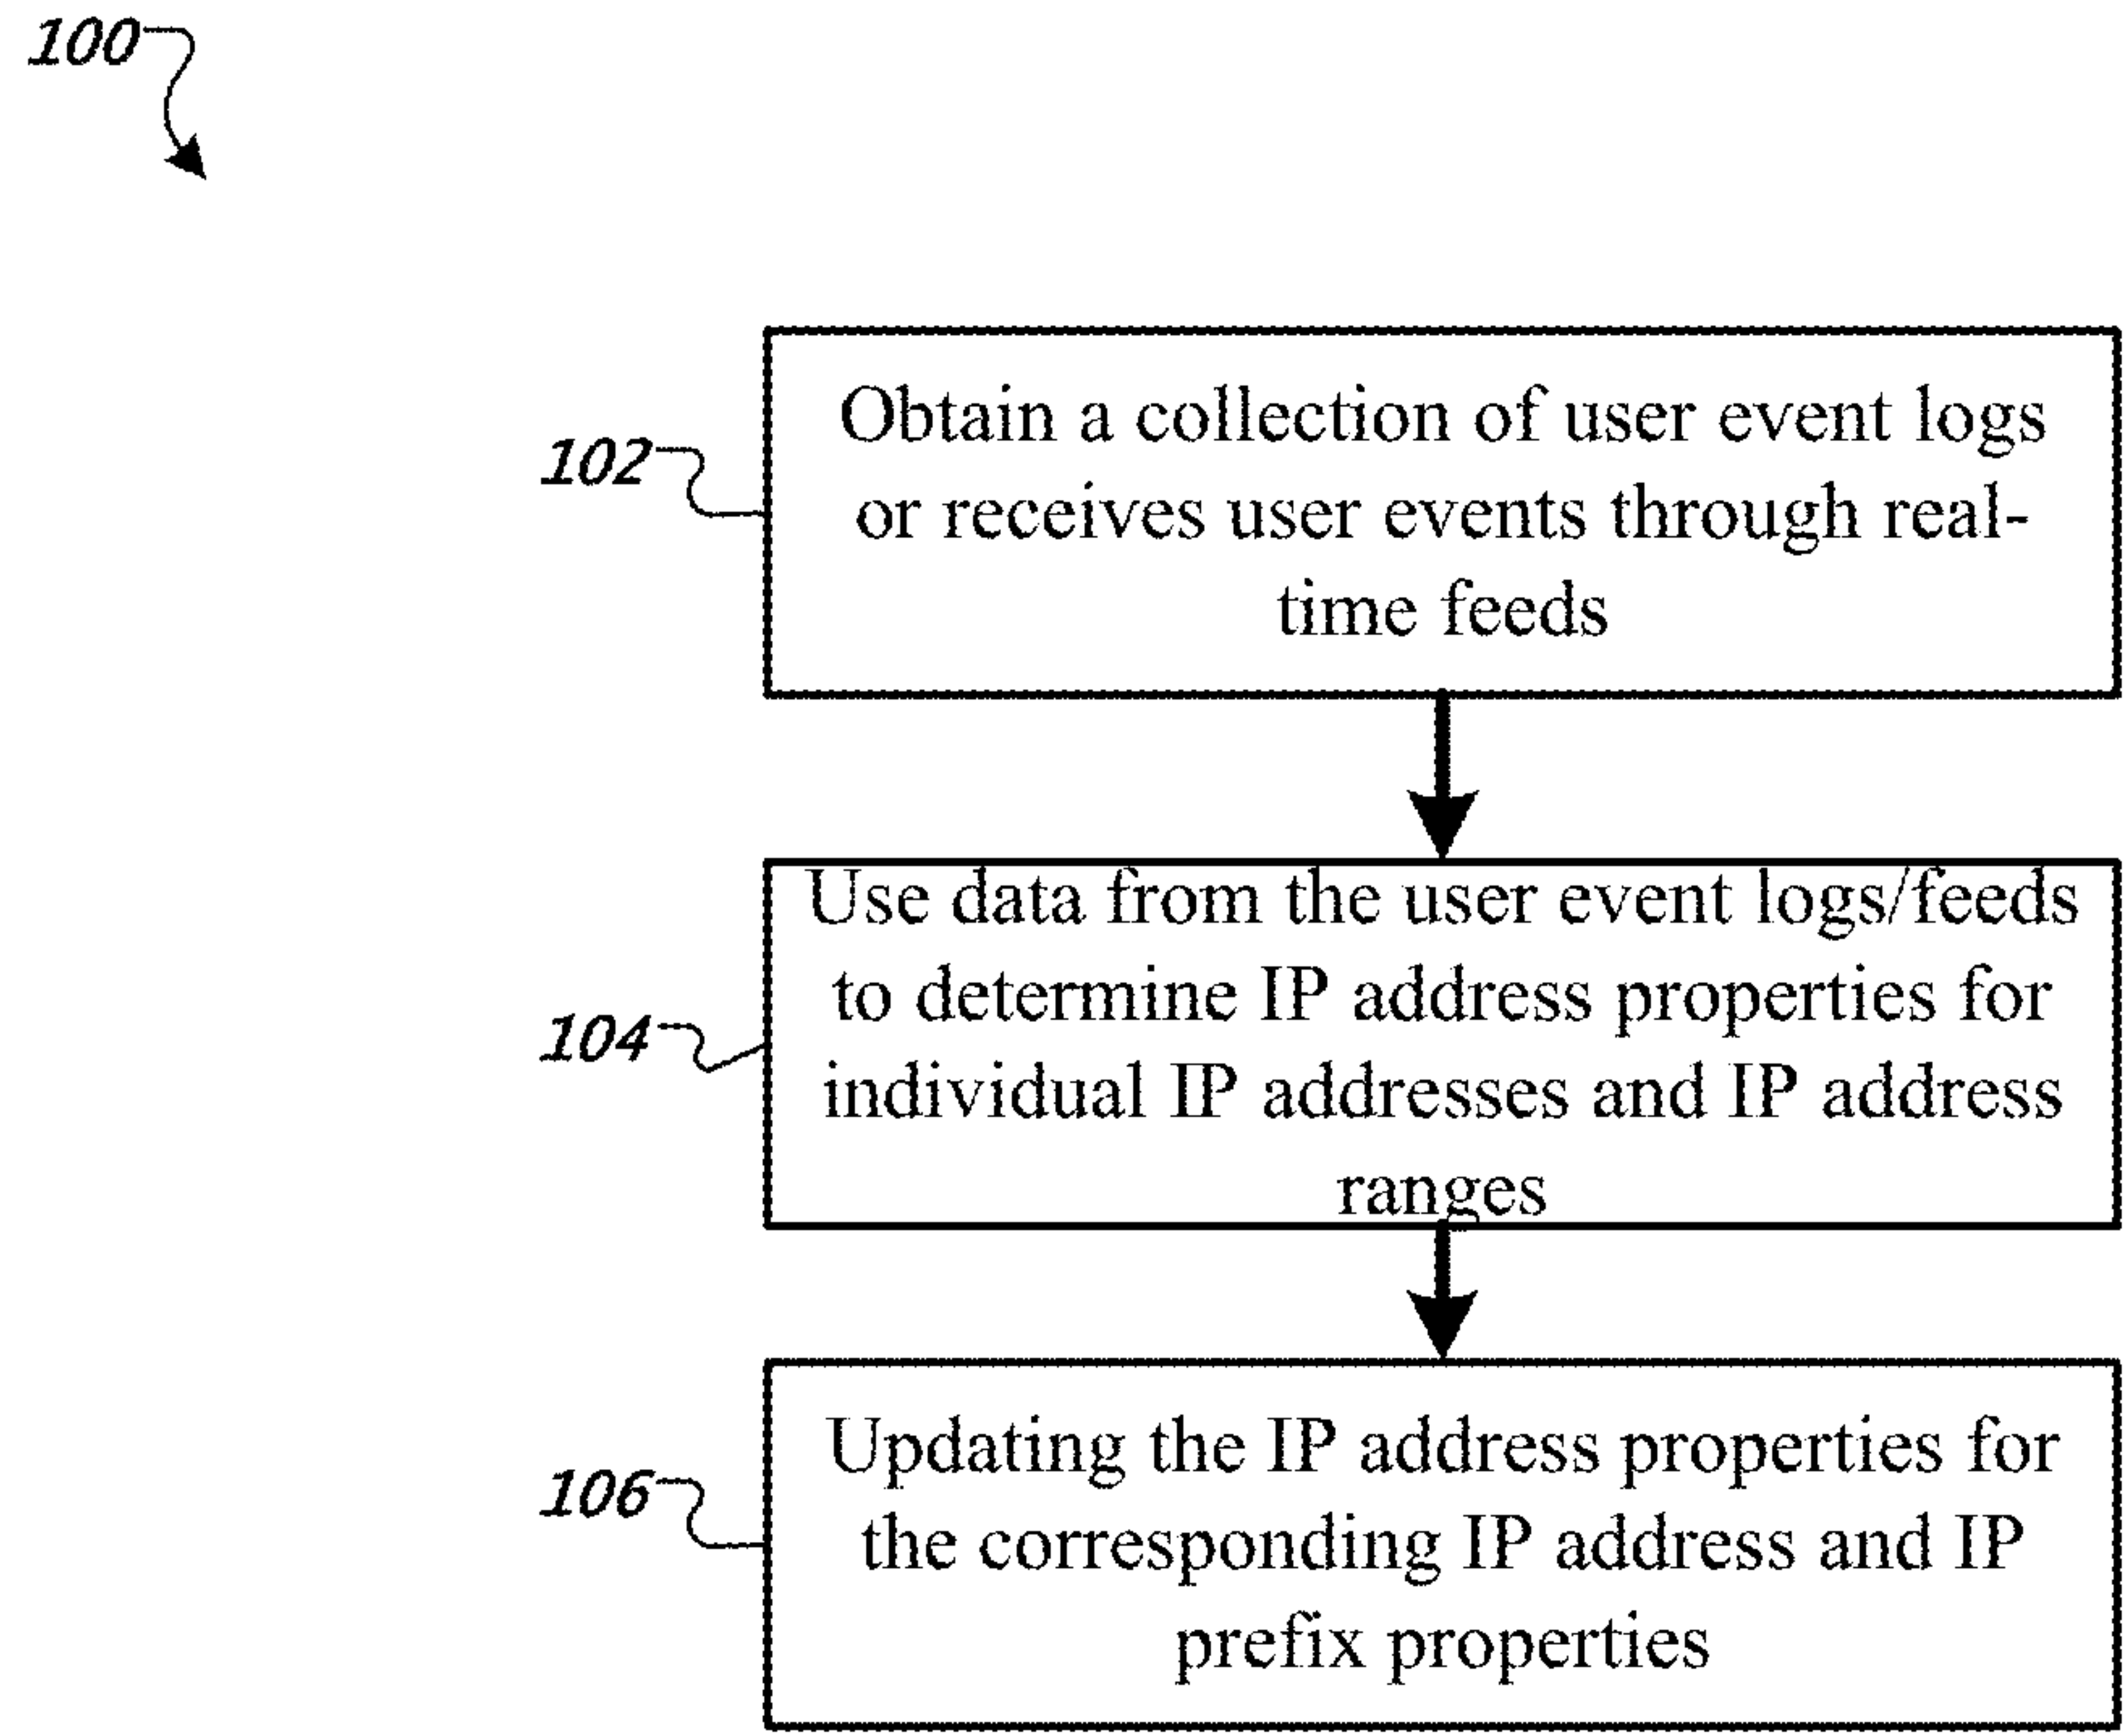 100
102
Obtain a collection of user event logs
or receives user events through real-
time feeds
104
Use data from the user event logs/feeds
to determine IP address properties for
individual IP addresses and IP address
ranges
106
Updating the IP address properties for
the corresponding IP address and IP
prefix properties